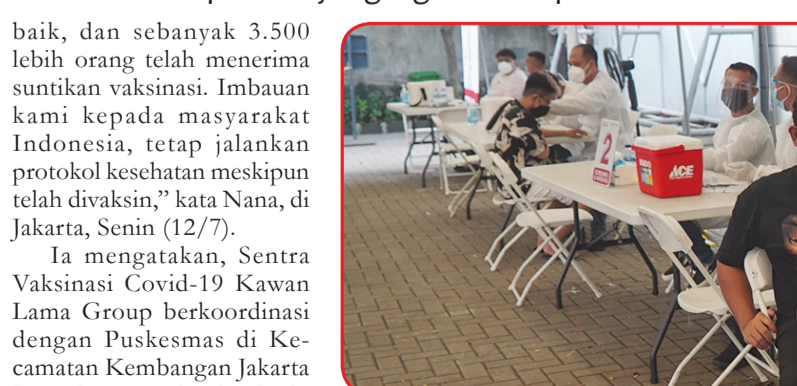 baik, dan sebanyak 3.500
lebih orang telah menerima
suntikan vaksinasi. Imbauan
kami kepada masyarakat
Indonesia, tetap jalankan
protokol kesehatan meskipun
telah divaksin,” kata Nana, di
Jakarta, Senin (12/7).
Ia mengatakan, Sentra
Vaksinasi Covid-19 Kawan
Lama Group berkoordinasi
dengan Puskesmas di Ke-
camatan Kembangan Jakarta
2
ACE